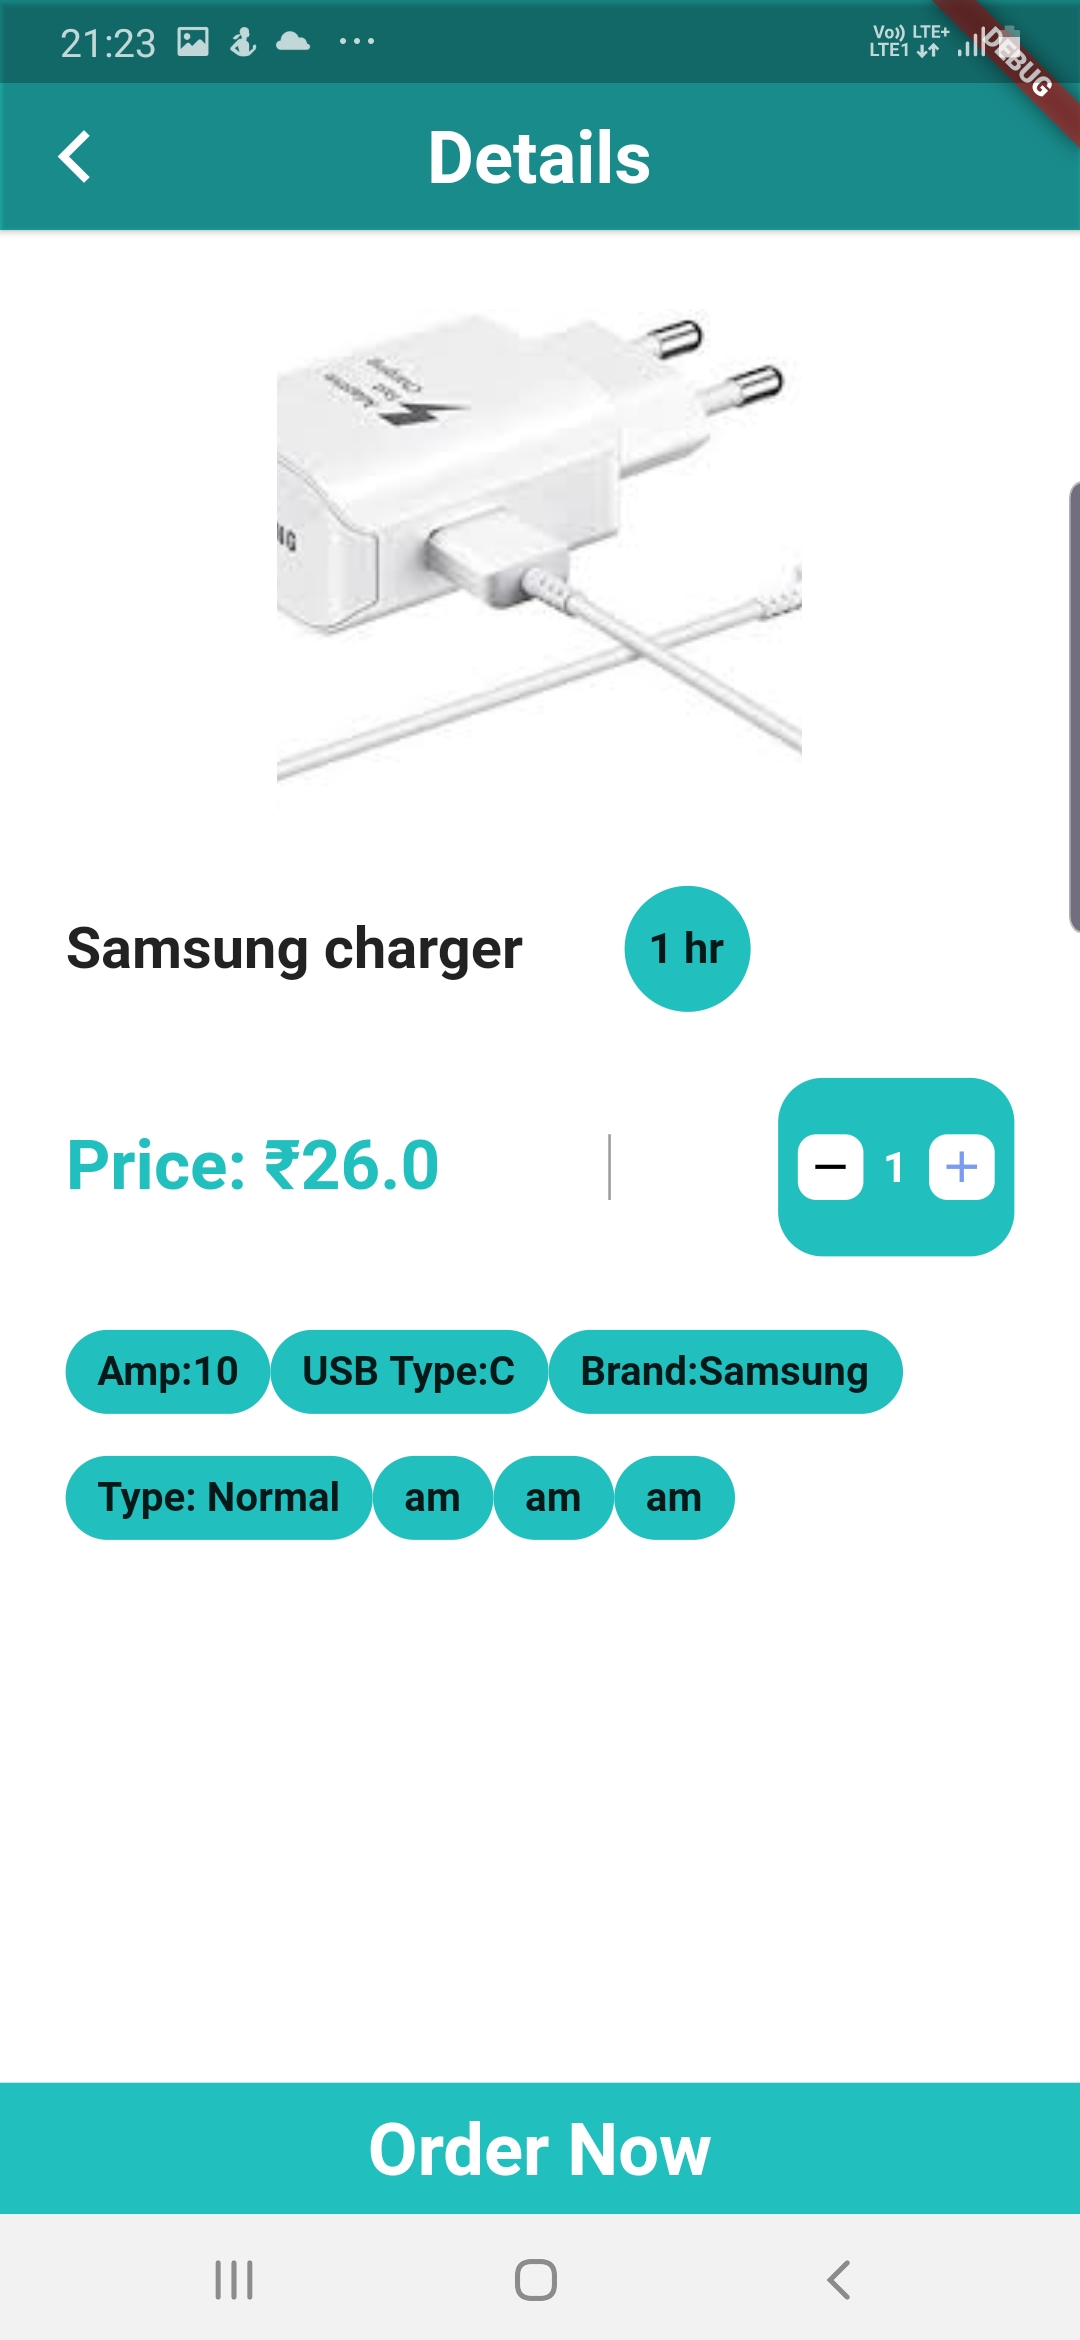 21:23
Vo)) LTE+
LTE1
DEBUG
Details
Samsung charger
1 hr
Price: ₹26.0
1
Amp:10 USB Type:C Brand:Samsung
Type: Normal am am am
Order Now